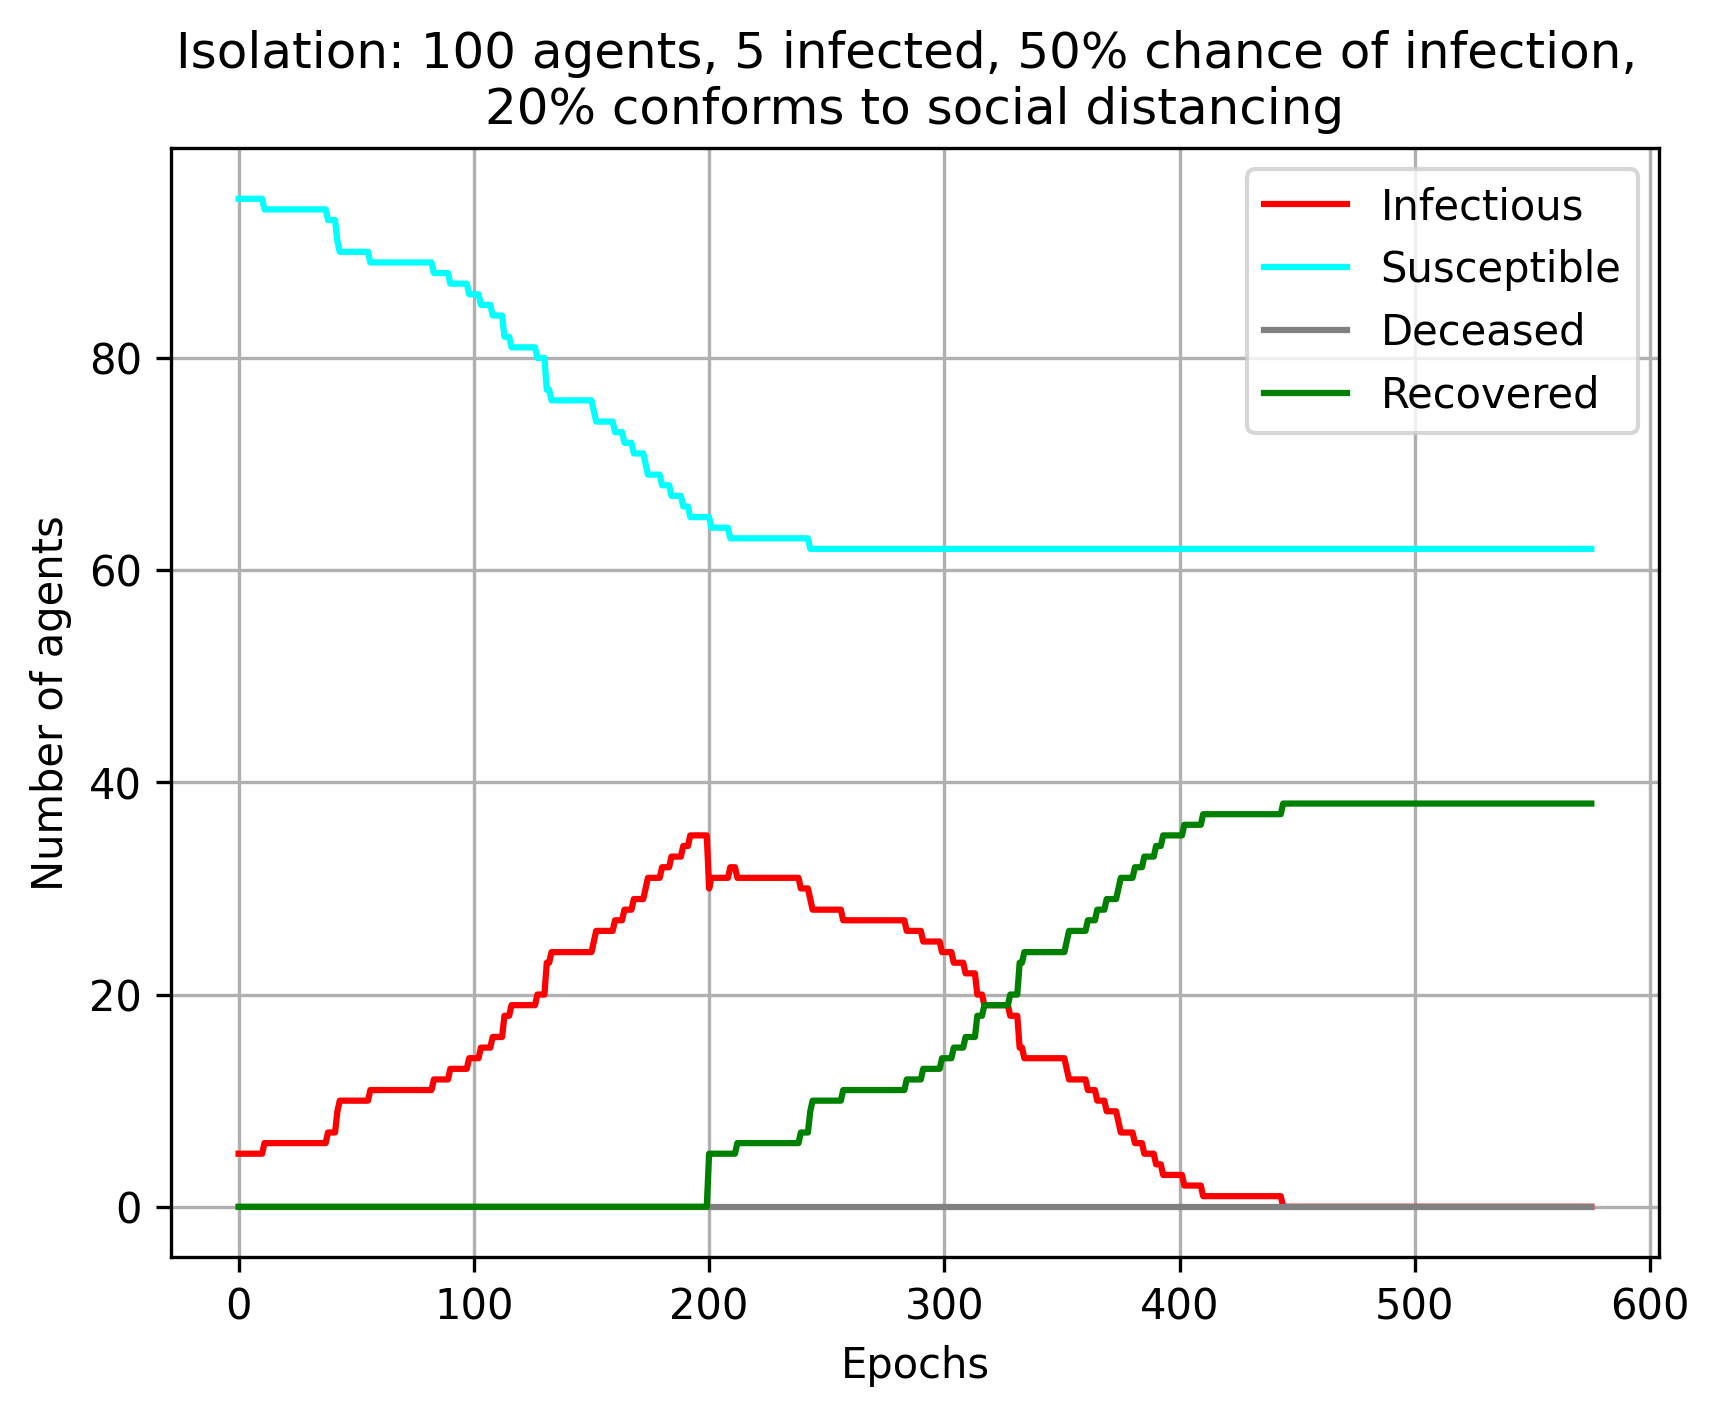 Isolation: 100 agents, 5 infected, 50% chance of infection,
20% conforms to social distancing
Infectious
Susceptible
Deceased
Recovered
Number of agents
80
60
40
20
0
0 100 200 300 400 500 600
Epochs